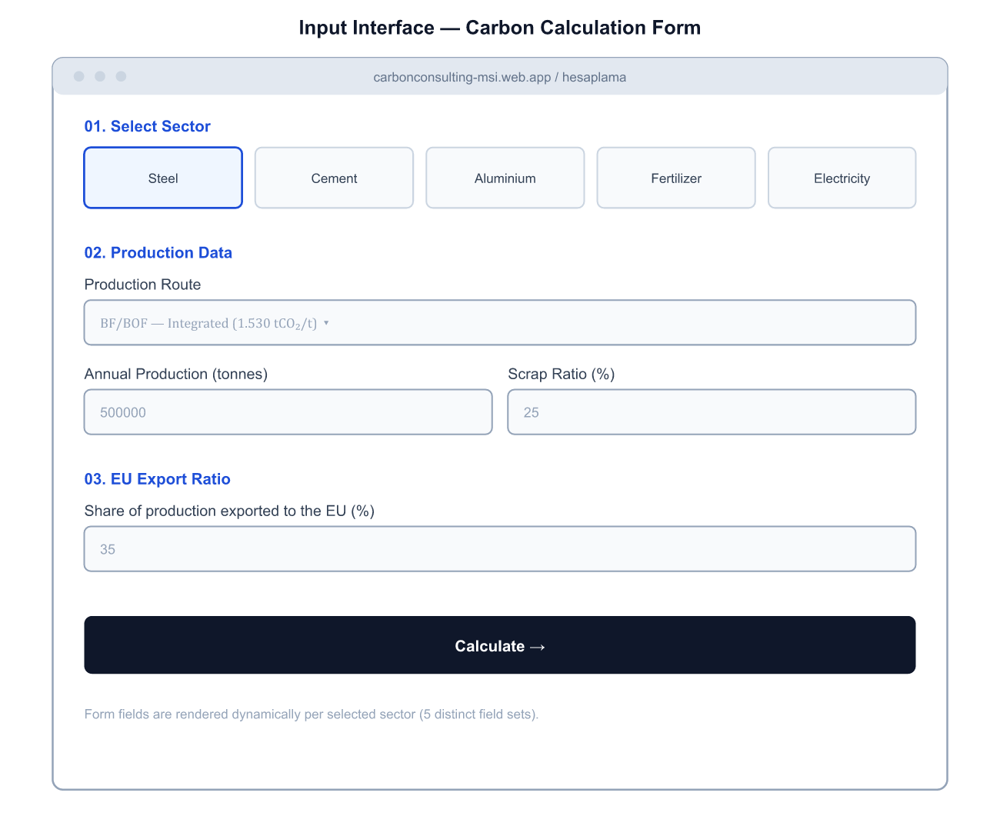 Input Interface — Carbon Calculation Form
carbonconsulting-msi.web.app / hesaplama
01. Select Sector
Steel
Cement
Aluminium
Fertilizer
Electricity
02. Production Data
Production Route
BF/BOF — Integrated (1.530 tCO₂/t) ▾
Annual Production (tonnes)
Scrap Ratio (%)
500000
25
03. EU Export Ratio
Share of production exported to the EU (%)
35
Calculate →
Form fields are rendered dynamically per selected sector (5 distinct field sets).